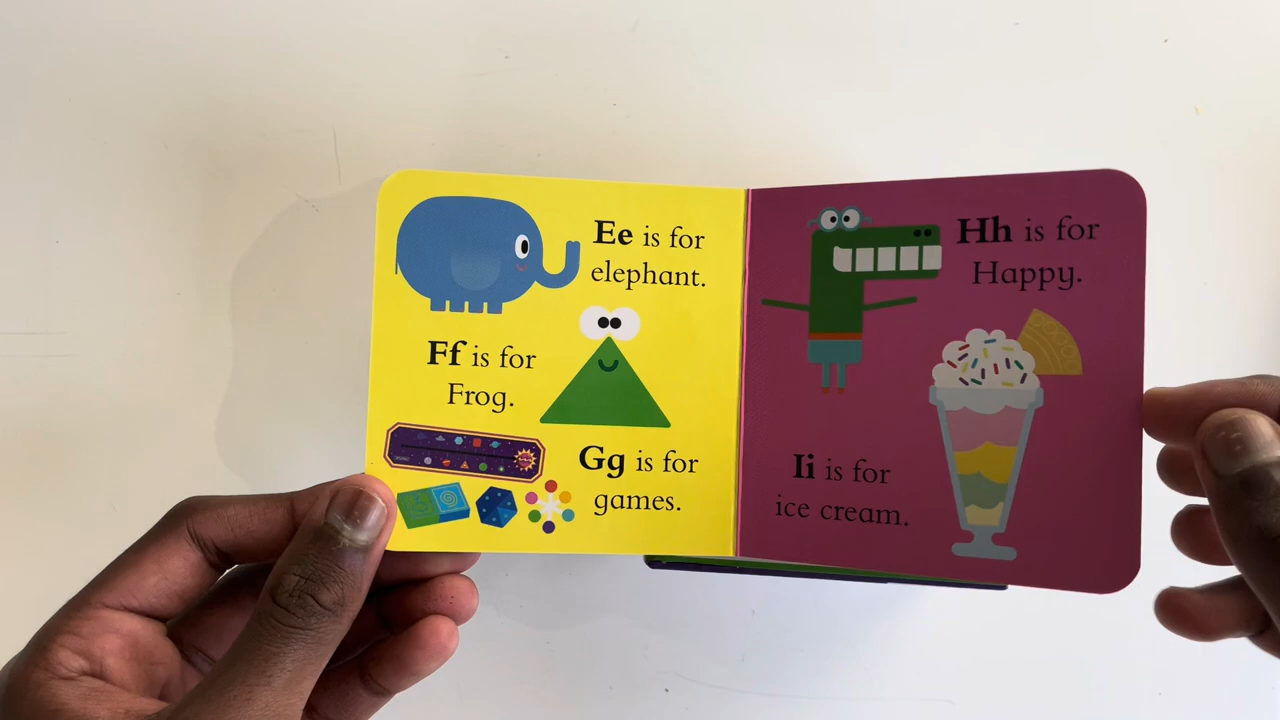 Ee is for
elephant.
Ff is for
Frog.
Gg is for
games.
Hh is for
Happy.
Ii is for
ice cream.